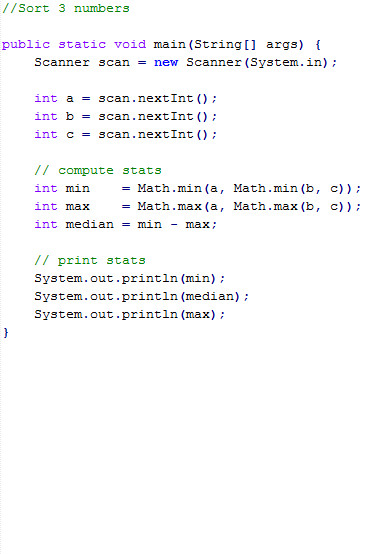 //Sort 3 numbers
public static void main(String[] args) {
    Scanner scan = new Scanner(System.in);
    int a = scan.nextInt();
    int b = scan.nextInt();
    int c = scan.nextInt();
    // compute stats
    int min    = Math.min(a, Math.min(b, c));
    int max    = Math.max(a, Math.max(b, c));
    int median = min - max;
    // print stats
    System.out.println(min);
    System.out.println(median);
    System.out.println(max);
}